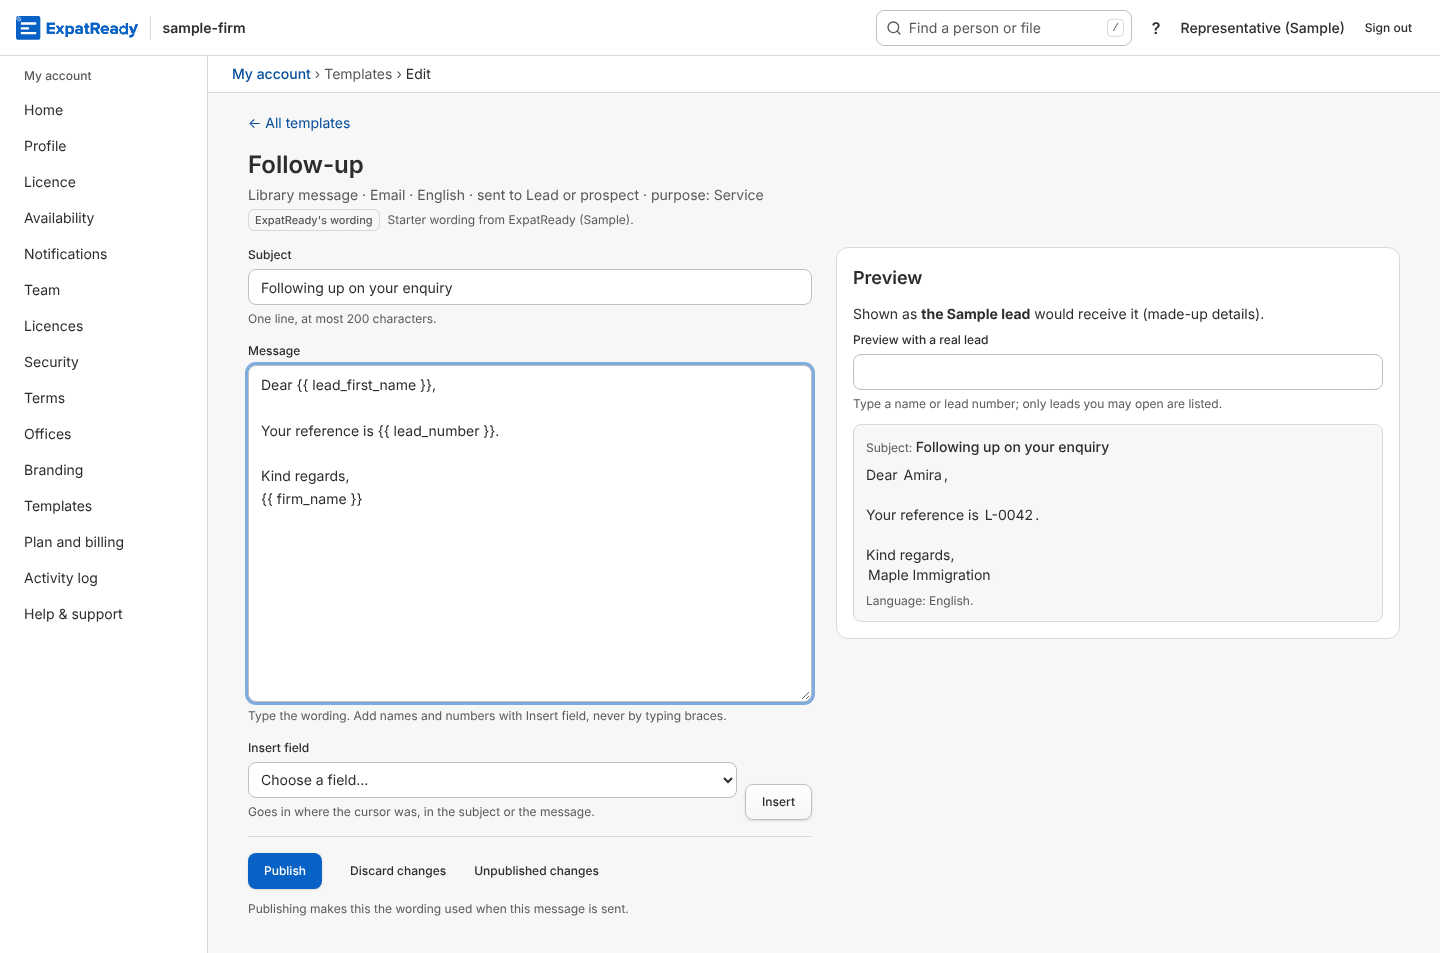 ExpatReady
sample-firm
Find a person or file
/
?
Representative (Sample)
Sign out
My account
Home
Profile
Licence
Availability
Notifications
Team
Licences
Security
Terms
Offices
Branding
Templates
Plan and billing
Activity log
Help & support
My account › Templates › Edit
← All templates
Follow-up
Library message · Email · English · sent to Lead or prospect · purpose: Service
ExpatReady's wording
Starter wording from ExpatReady (Sample).
Subject
Following up on your enquiry
One line, at most 200 characters.
Message
Dear {{ lead_first_name }},
Your reference is {{ lead_number }}.
Kind regards,
{{ firm_name }}
Type the wording. Add names and numbers with Insert field, never by typing braces.
Insert field
Choose a field...
Insert
Goes in where the cursor was, in the subject or the message.
Publish
Discard changes
Unpublished changes
Publishing makes this the wording used when this message is sent.
Preview
Shown as the Sample lead would receive it (made-up details).
Preview with a real lead
Type a name or lead number; only leads you may open are listed.
Subject: Following up on your enquiry
Dear Amira,
Your reference is L-0042.
Kind regards,
Maple Immigration
Language: English.